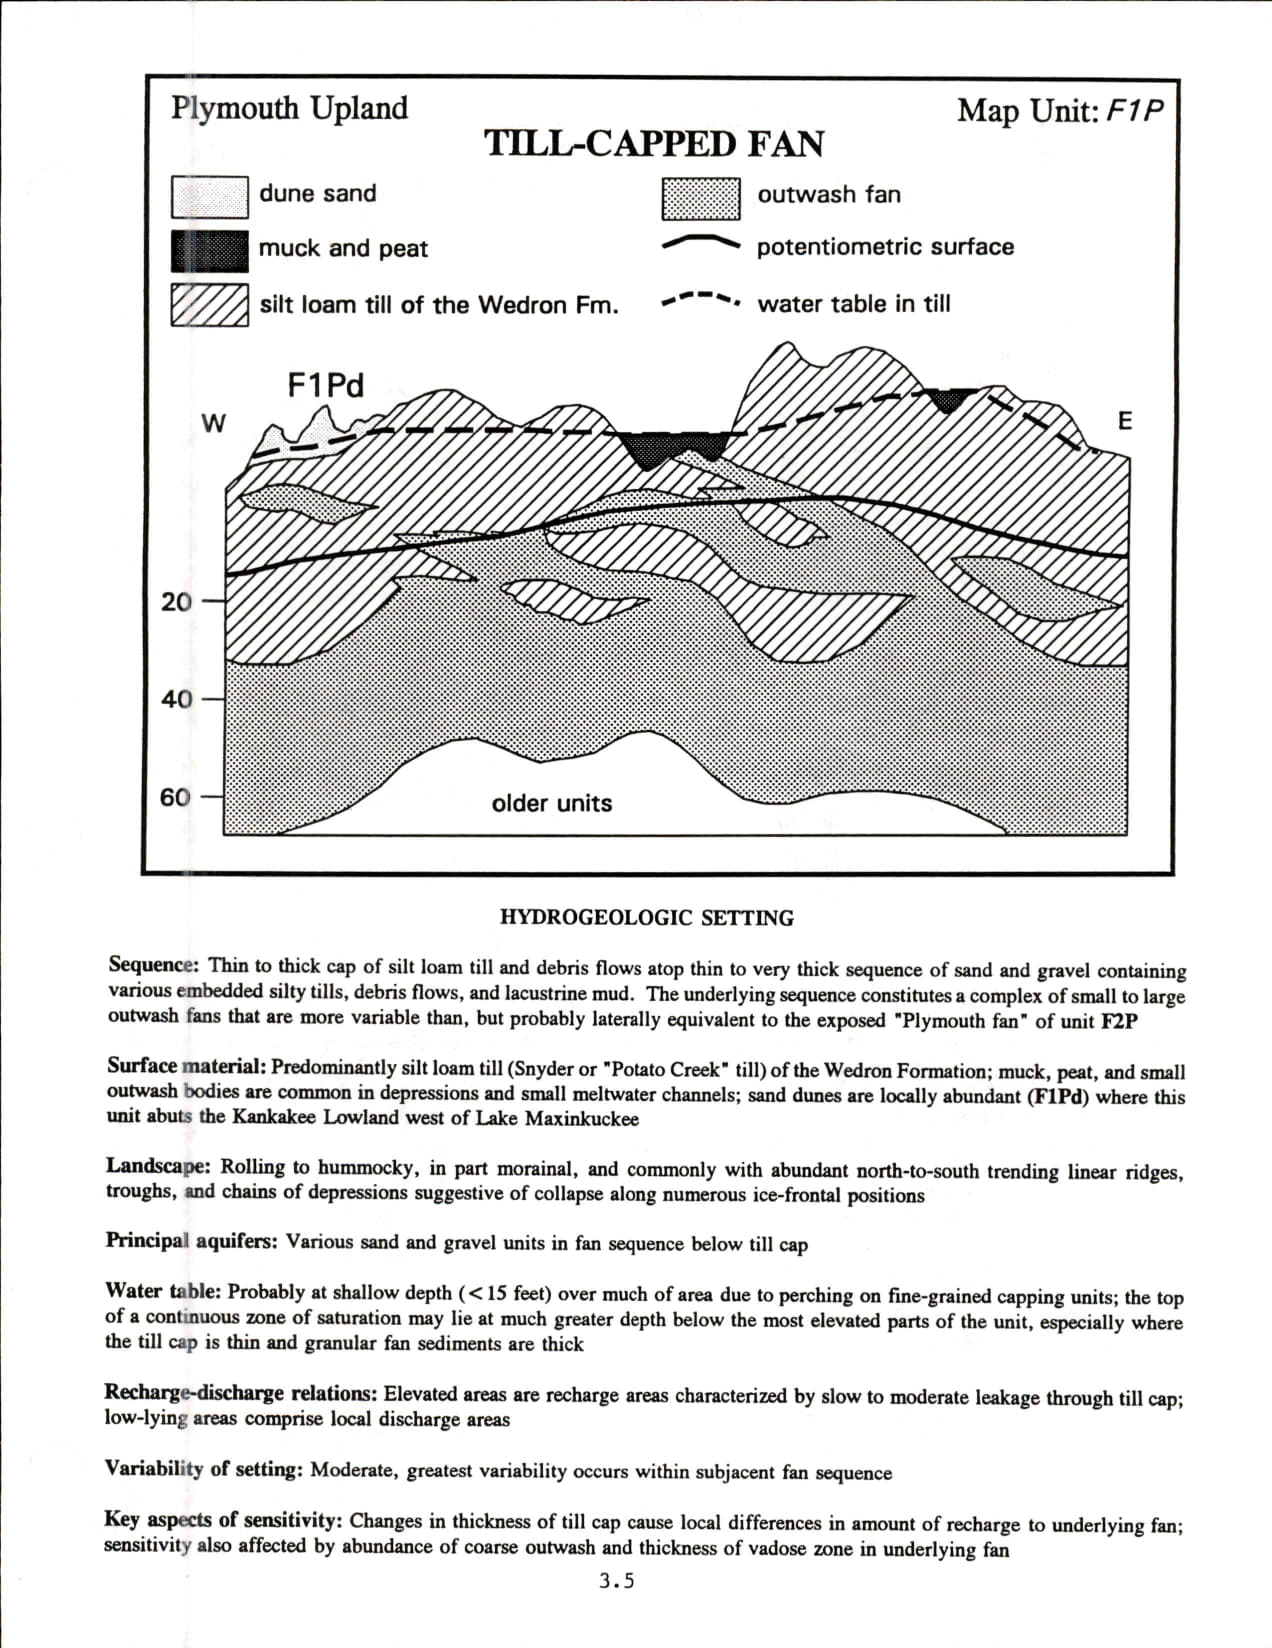 Plymouth Upland
Map Unit: F1P
TILL-CAPPED FAN
dune sand
outwash fan
muck and peat
potentiometric surface
silt loam till of the Wedron Fm.
water table in till
F1Pd
W
E
20
40
60
older units
HYDROGEOLOGIC SETTING
Sequence: Thin to thick cap of silt loam till and debris flows atop thin to very thick sequence of sand and gravel containing
various embedded silty tills, debris flows, and lacustrine mud. The underlying sequence constitutes a complex of small to large
outwash fans that are more variable than, but probably laterally equivalent to the exposed "Plymouth fan" of unit F2P
Surface material: Predominantly silt loam till (Snyder or "Potato Creek" till) of the Wedron Formation; muck, peat, and small
outwash bodies are common in depressions and small meltwater channels; sand dunes are locally abundant (F1Pd) where this
unit abuts the Kankakee Lowland west of Lake Maxinkuckee
Landscape: Rolling to hummocky, in part morainal, and commonly with abundant north-to-south trending linear ridges,
troughs, and chains of depressions suggestive of collapse along numerous ice-frontal positions
Principal aquifers: Various sand and gravel units in fan sequence below till cap
Water table: Probably at shallow depth (<15 feet) over much of area due to perching on fine-grained capping units; the top
of a continuous zone of saturation may lie at much greater depth below the most elevated parts of the unit, especially where
the till cap is thin and granular fan sediments are thick
Recharge-discharge relations: Elevated areas are recharge areas characterized by slow to moderate leakage through till cap;
low-lying areas comprise local discharge areas
Variability of setting: Moderate, greatest variability occurs within subjacent fan sequence
Key aspects of sensitivity: Changes in thickness of till cap cause local differences in amount of recharge to underlying fan;
sensitivity also affected by abundance of coarse outwash and thickness of vadose zone in underlying fan
3.5